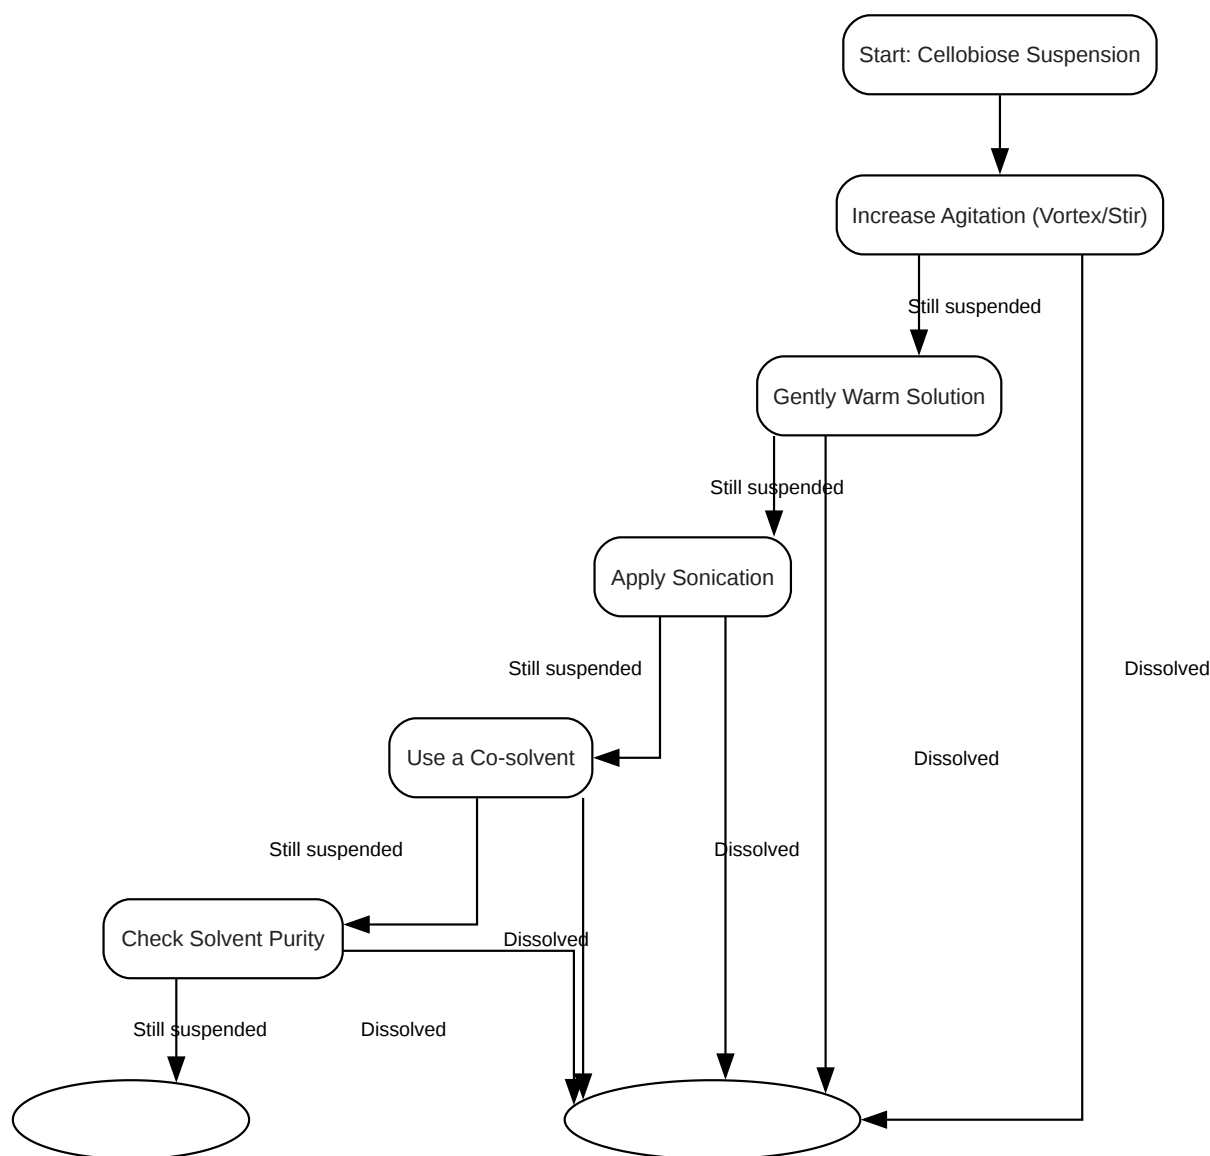 Start: Cellobiose Suspension
Increase Agitation (Vortex/Stir)
Still suspended
Gently Warm Solution
Still suspended
Apply Sonication
Still suspended
Dissolved
Use a Co-solvent
Dissolved
Still suspended
Dissolved
Check Solvent Purity
Dissolved
Still suspended
Dissolved